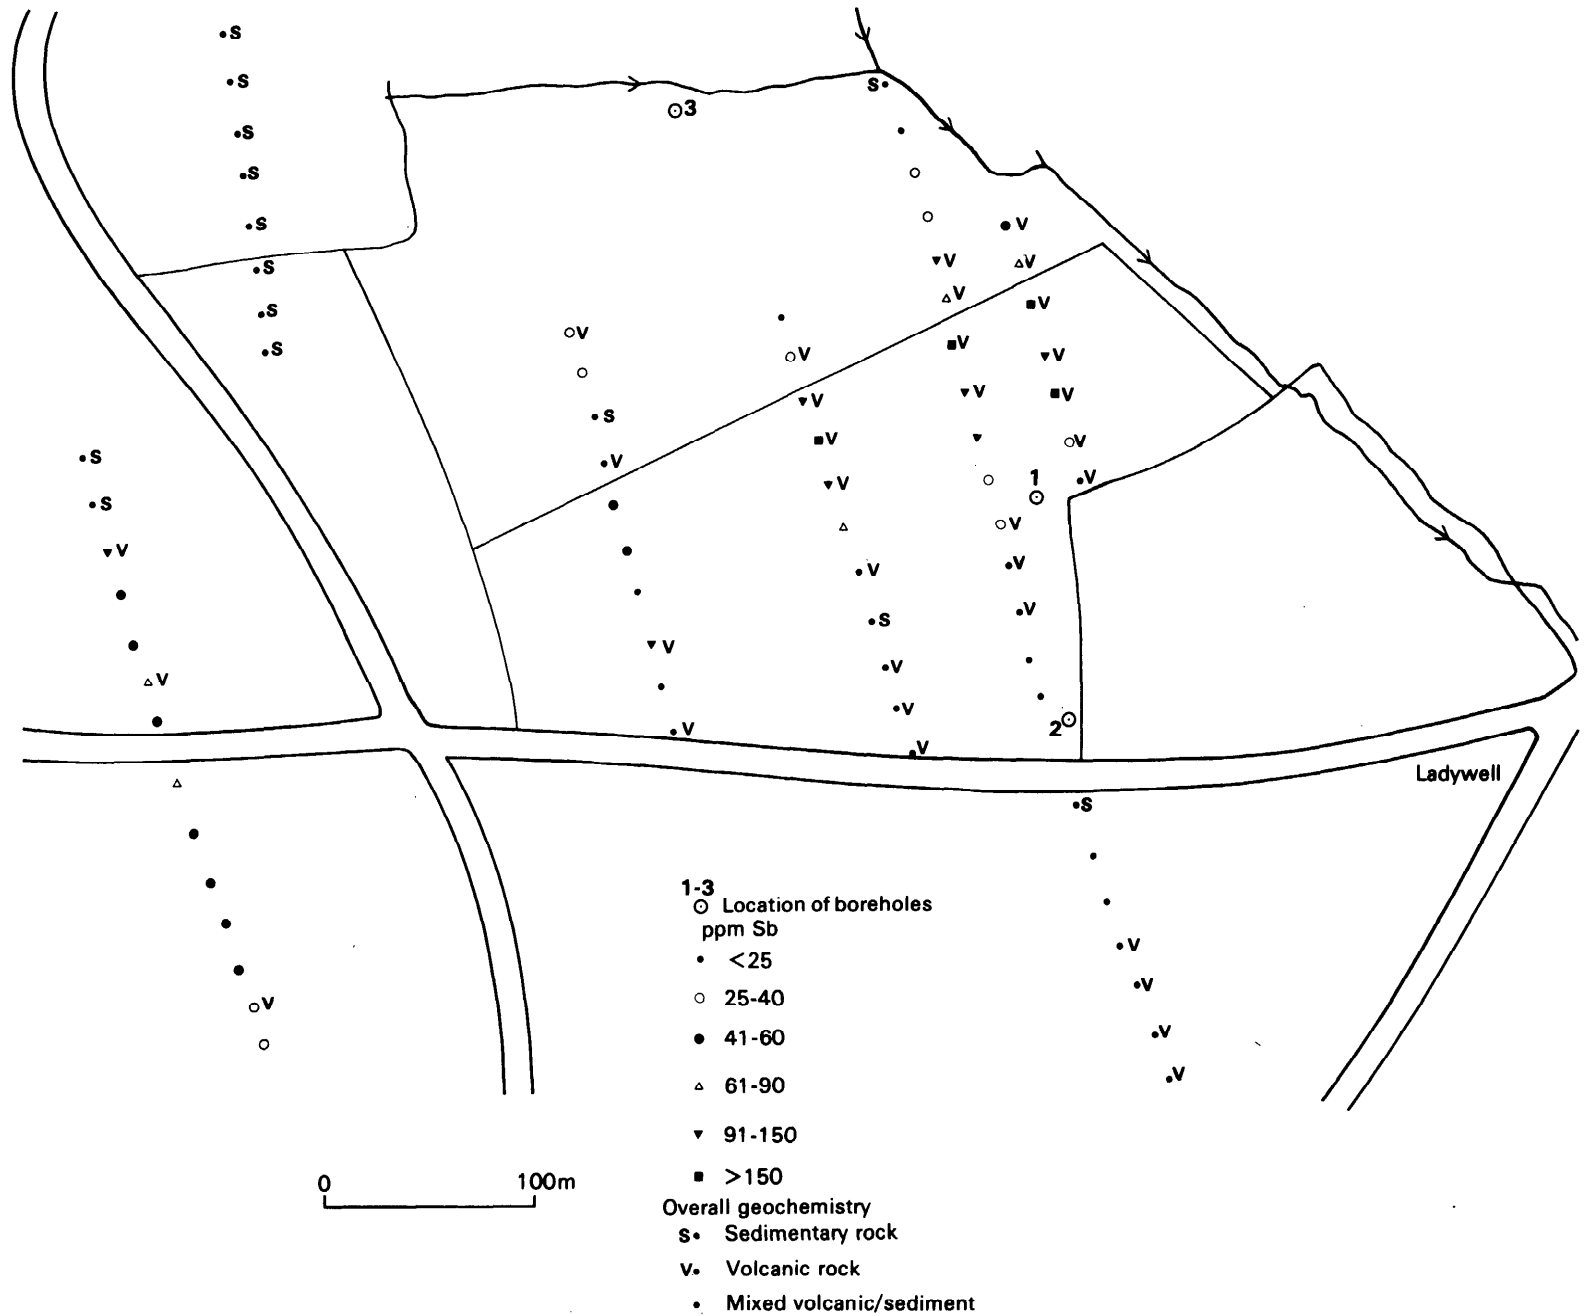 S
S
S
S
S
S
S
S
3
S
V
V
V
V
V
V
V
V
V
V
V
V
S
V
V
V
V
V
S
V
V
V
V
V
S
V
V
V
1
V
V
V
V
2
S
S
V
V
V
Ladywell
S
V
V
V
V
1-3
Location of boreholes
ppm Sb
<25
25-40
41-60
61-90
91-150
>150
0 100m
Overall geochemistry
S Sedimentary rock
V Volcanic rock
Mixed volcanic/sediment